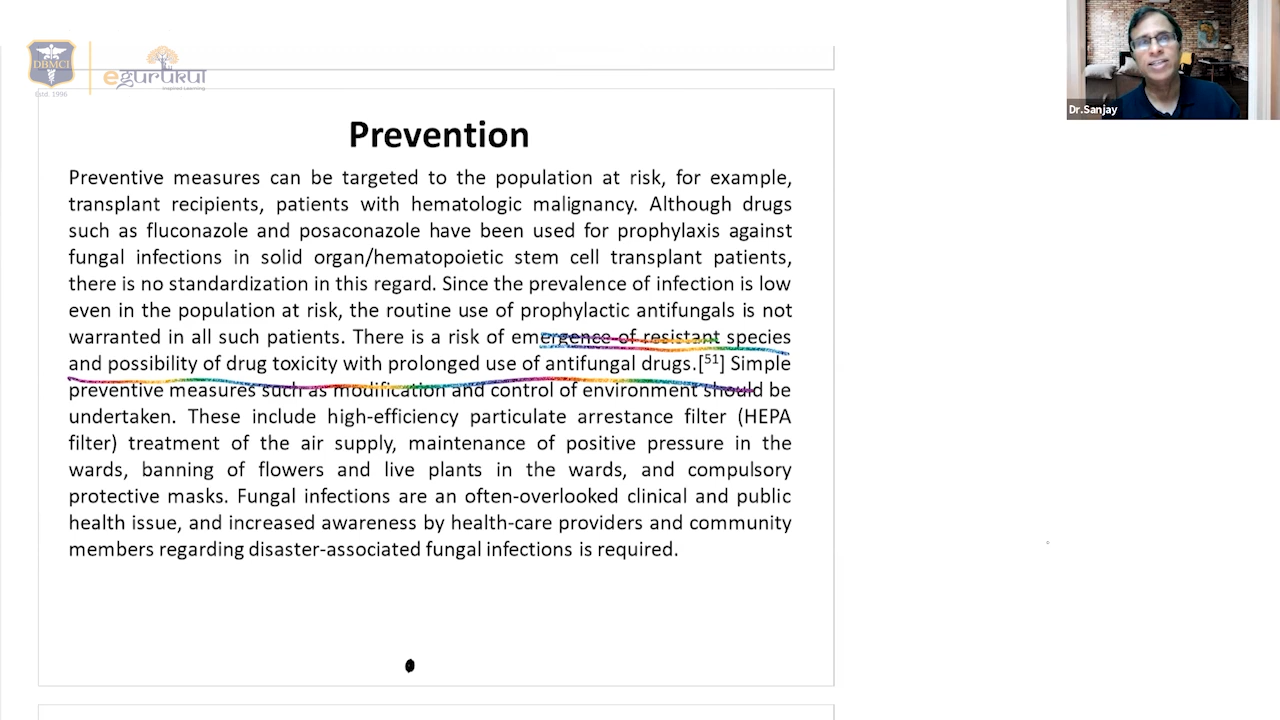 DBMCI
Estd. 1996
egurukul
Inspired Learning
Dr.Sanjay
Prevention
Preventive measures can be targeted to the population at risk, for example,
transplant recipients, patients with hematologic malignancy. Although drugs
such as fluconazole and posaconazole have been used for prophylaxis against
fungal infections in solid organ/hematopoietic stem cell transplant patients,
there is no standardization in this regard. Since the prevalence of infection is low
even in the population at risk, the routine use of prophylactic antifungals is not
warranted in all such patients. There is a risk of emergence of resistant species
and possibility of drug toxicity with prolonged use of antifungal drugs.[51] Simple
preventive measures such as modification and control of environment should be
undertaken. These include high-efficiency particulate arrestance filter (HEPA
filter) treatment of the air supply, maintenance of positive pressure in the
wards, banning of flowers and live plants in the wards, and compulsory
protective masks. Fungal infections are an often-overlooked clinical and public
health issue, and increased awareness by health-care providers and community
members regarding disaster-associated fungal infections is required.